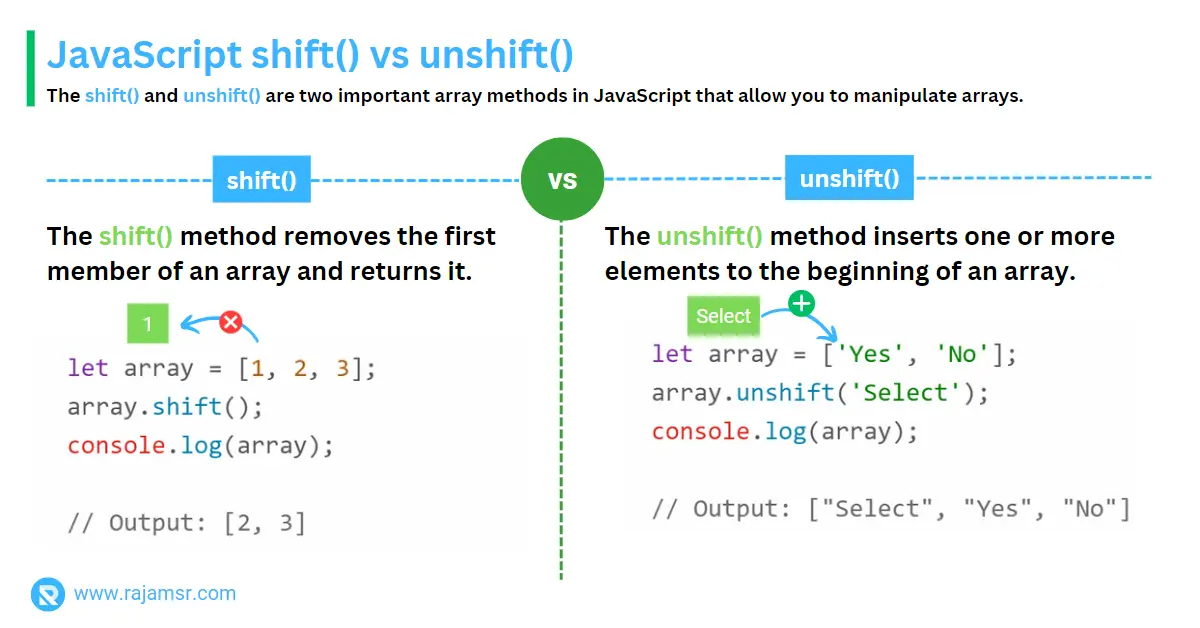 JavaScript shift() vs unshift()
The shift() and unshift() are two important array methods in JavaScript that allow you to manipulate arrays.
shift()
vs
unshift()
The shift() method removes the first
member of an array and returns it.
1
let array = [1, 2, 3];
array.shift();
console.log(array);
// Output: [2, 3]
The unshift() method inserts one or more
elements to the beginning of an array.
Select
let array = ['Yes', 'No'];
array.unshift('Select');
console.log(array);
// Output: ["Select", "Yes", "No"]
www.rajamsr.com